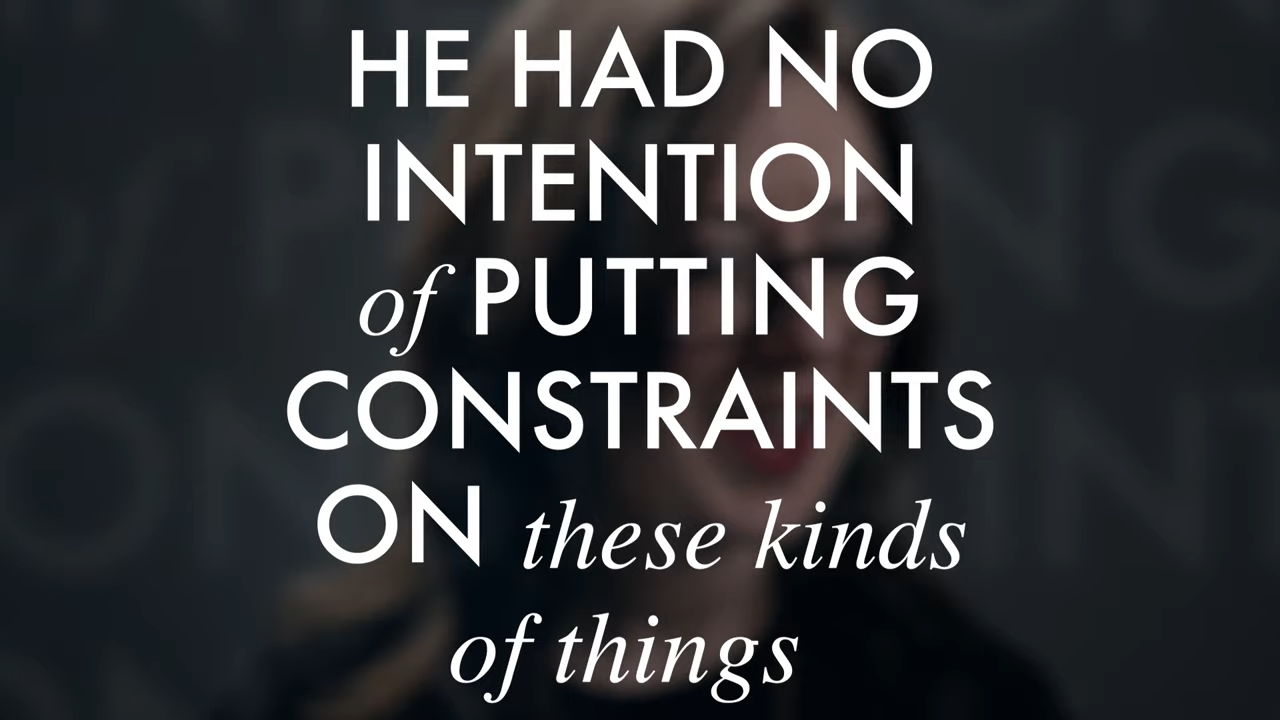 HE HAD NO
INTENTION
of PUTTING
CONSTRAINTS
ON these kinds
of things